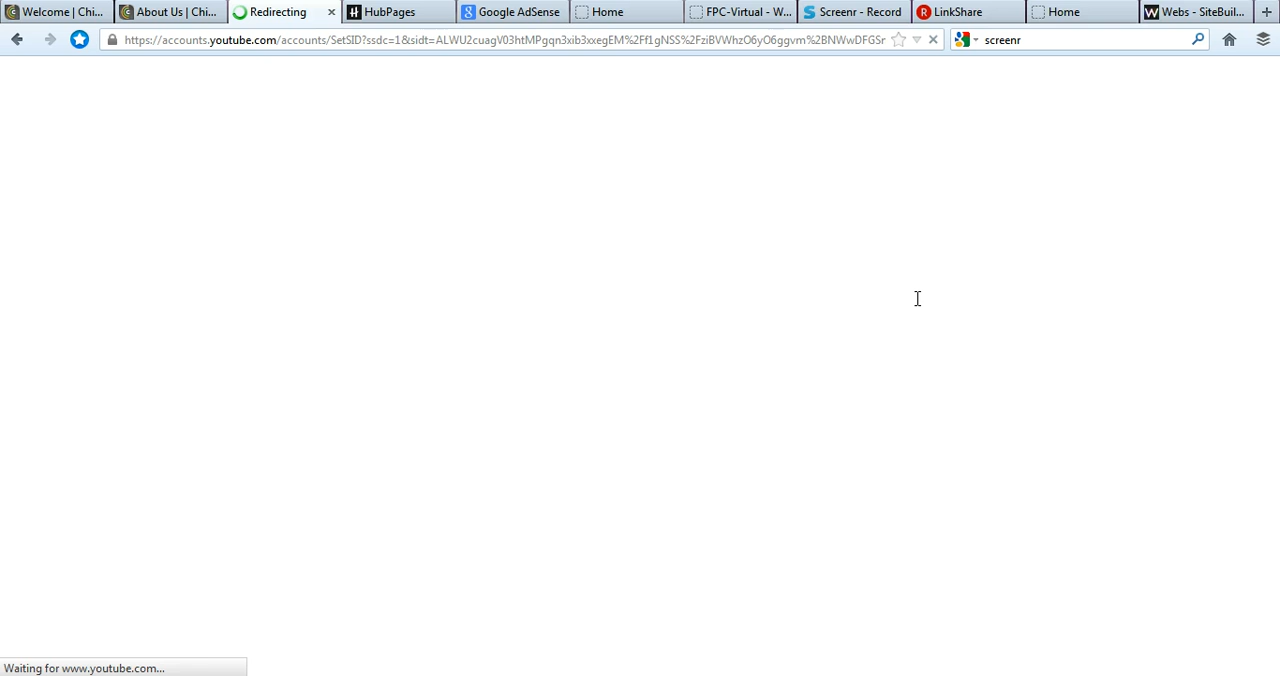 Welcome | Chi...
About Us | Chi...
Redirecting
HubPages
Google AdSense
Home
FPC-Virtual - W...
Screenr - Record
LinkShare
Home
Webs - SiteBuil...
https://accounts.youtube.com/accounts/SetSID?ssdc=1&sidt=ALWU2cuagV03htMPgqn3xib3xxegEM%2Ff1gNSS%2FziBVWhzO6yO6ggvm%2BNWwDFGSr
screenr
Waiting for www.youtube.com...